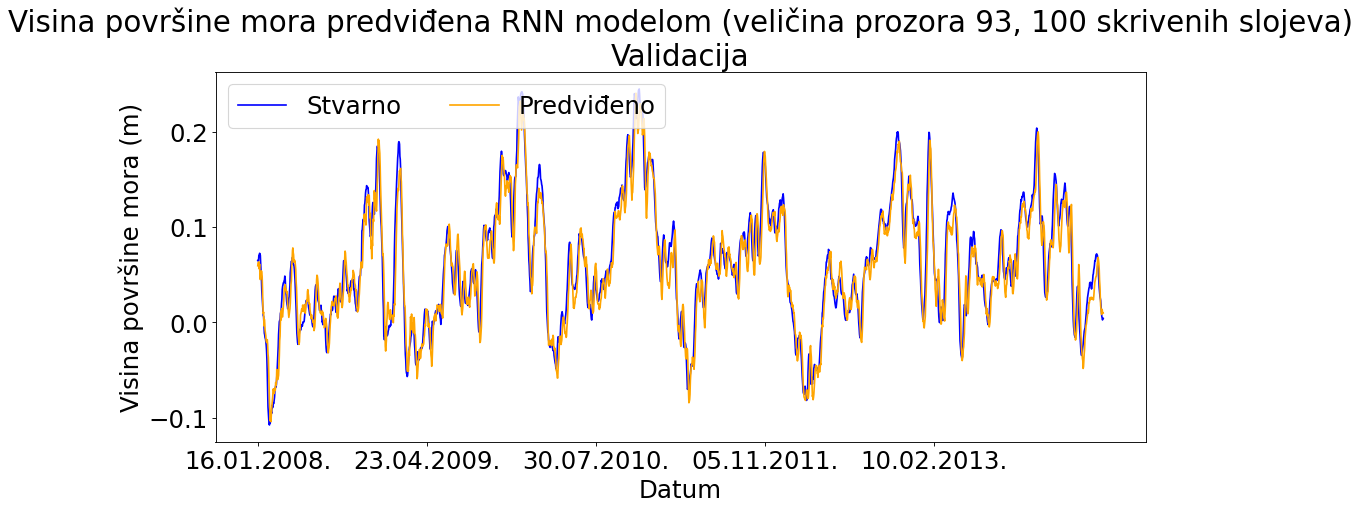 Visina površine mora predviđena RNN modelom (veličina prozora 93, 100 skrivenih slojeva)
Validacija
Stvarno Predviđeno
Visina površine mora (m)
0.2
0.1
0.0
−0.1
16.01.2008. 23.04.2009. 30.07.2010. 05.11.2011. 10.02.2013.
Datum